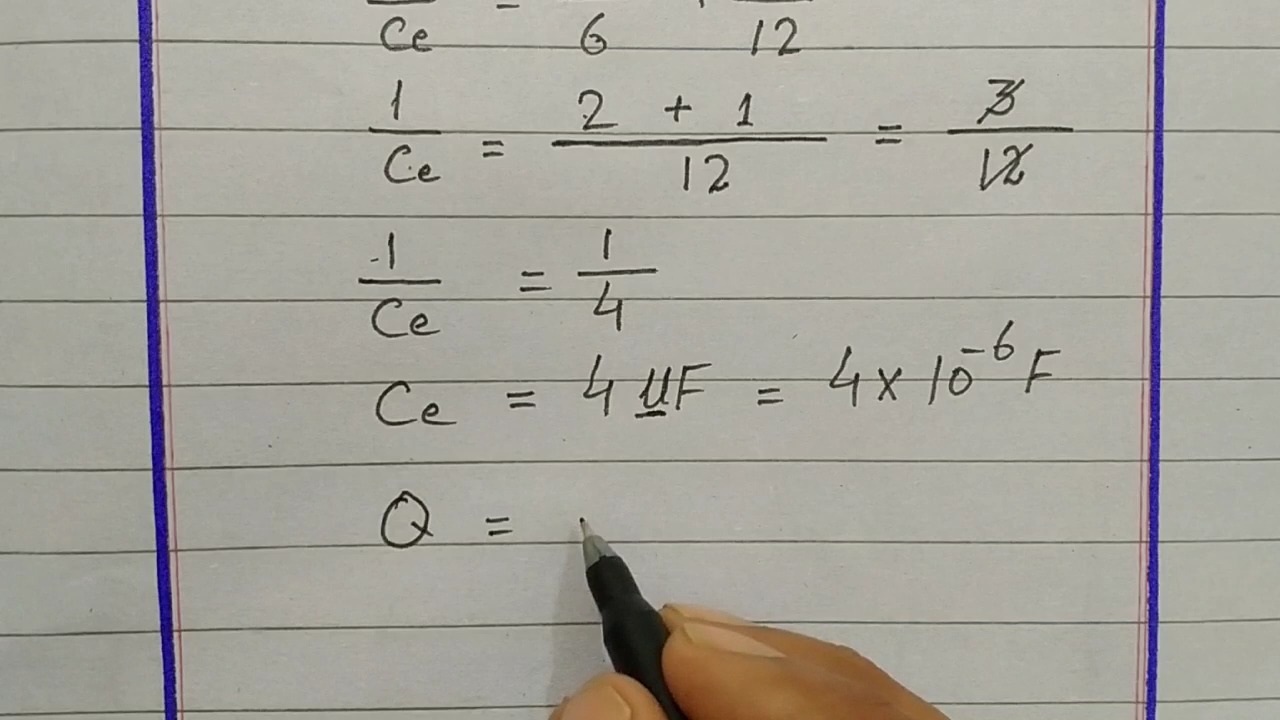 Ce 6 12
1/Ce = 2 + 1/12 = 3/12
1/Ce = 1/4
Ce = 4 µF = 4 x 10⁻⁶ F
Q =